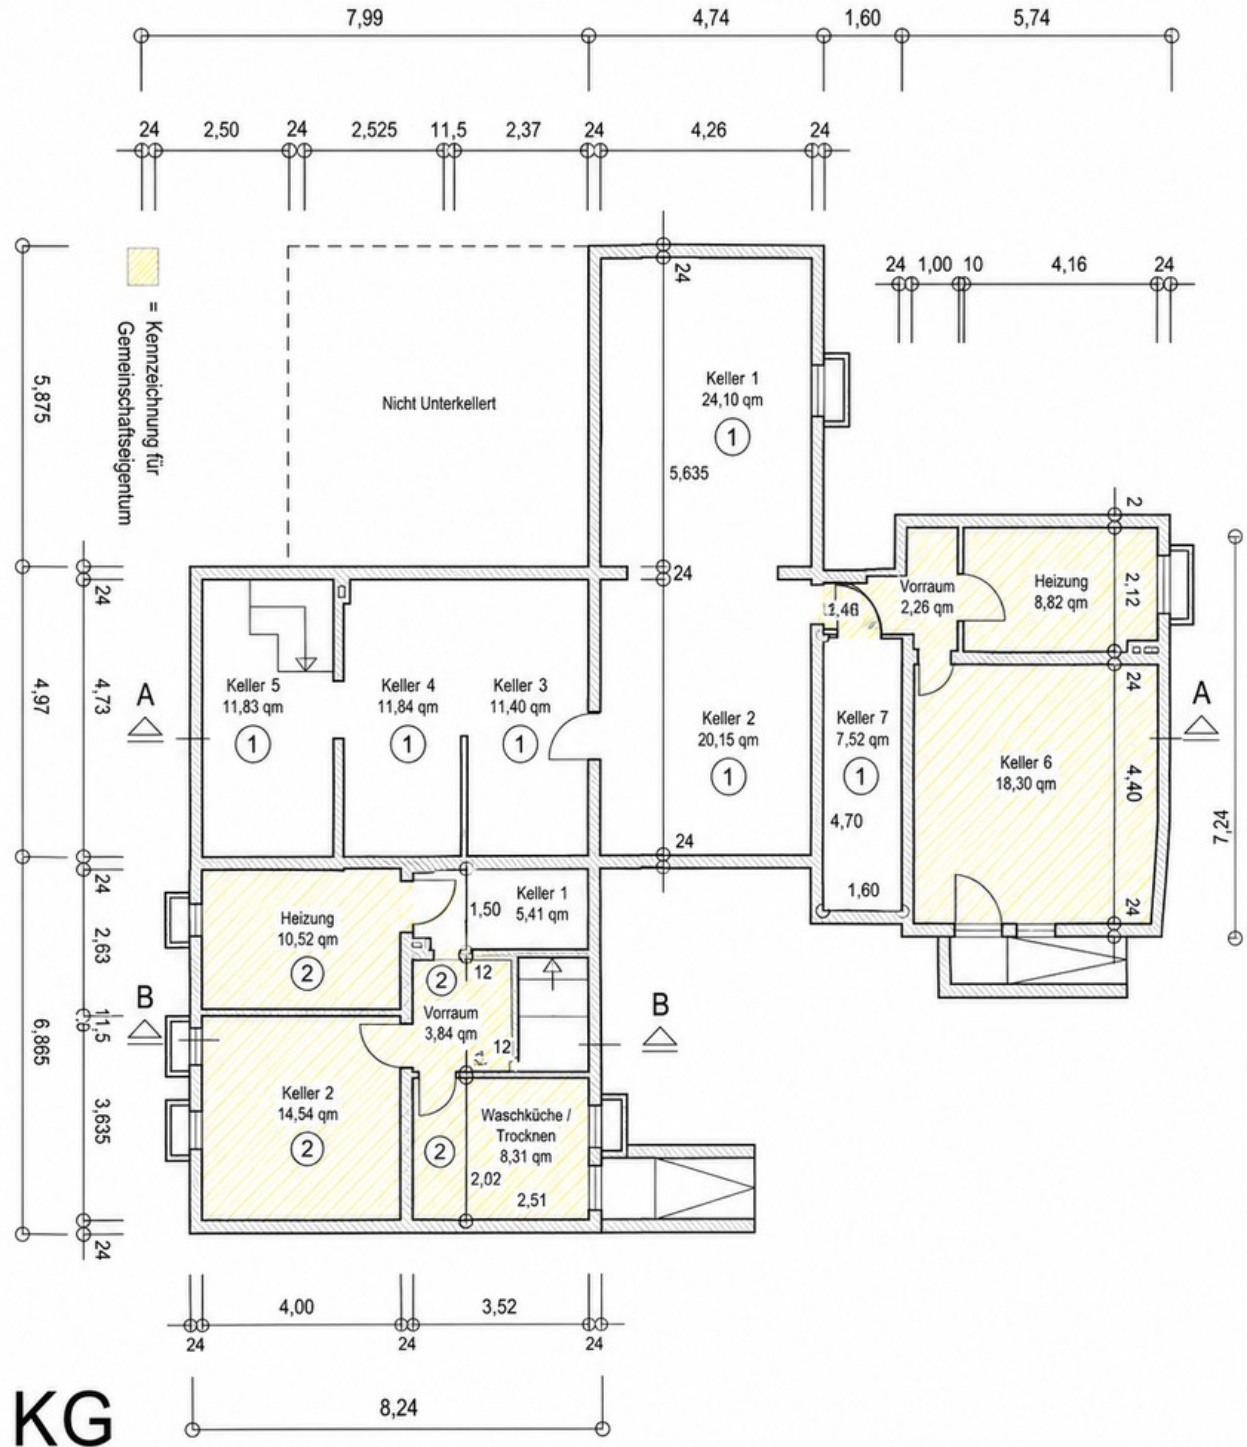 7,99
4,74
1,60
5,74
24
2,50
24
2,525
11,5
2,37
24
4,26
24
24
1,00
10
4,16
24
= Kennzeichnung für
Gemeinschaftseigentum
5,875
Nicht Unterkellert
24
Keller 1
24,10 qm
1
5,635
24
2
Vorraum
2,26 qm
Heizung
8,82 qm
2,12
24
4,97
4,73
24
A
Keller 5
11,83 qm
1
Keller 4
11,84 qm
1
Keller 3
11,40 qm
1
Keller 2
20,15 qm
1
24
Keller 7
7,52 qm
1
4,70
1,60
Keller 6
18,30 qm
4,40
24
A
7,24
24
2,63
Heizung
10,52 qm
2
1,50
Keller 1
5,41 qm
12
2
Vorraum
3,84 qm
12
B
B
6,865
3,635
24
Keller 2
14,54 qm
2
Waschküche /
Trocknen
8,31 qm
2
2,02
2,51
24
4,00
24
3,52
24
8,24
KG